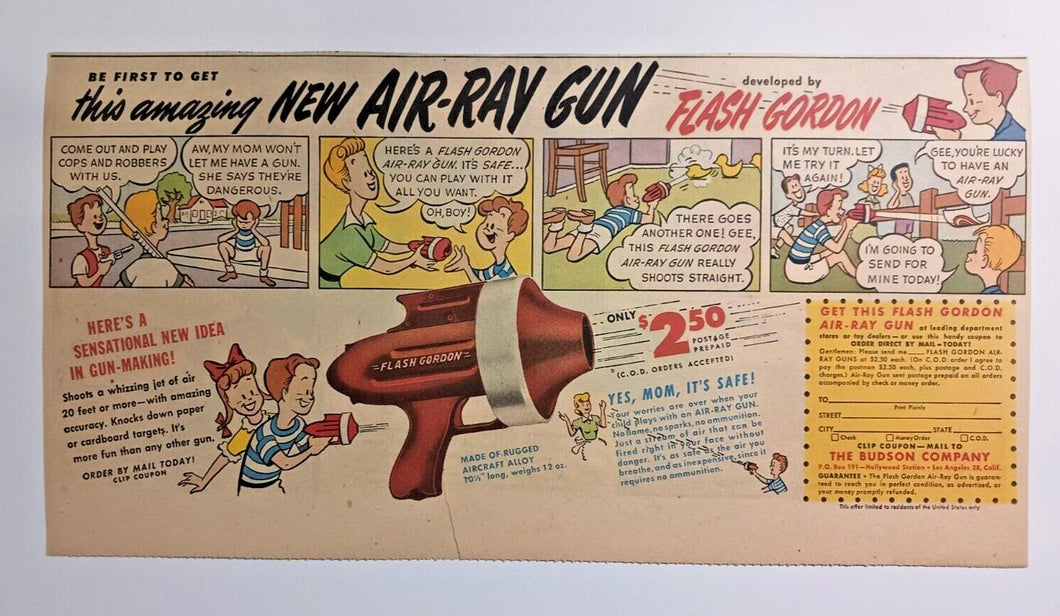 BE FIRST TO GET
this amazing NEW AIR-RAY GUN
developed by
FLASH GORDON
COME OUT AND PLAY
COPS AND ROBBERS
WITH US.
AW, MY MOM WON'T
LET ME HAVE A GUN.
SHE SAYS THEY'RE
DANGEROUS.
HERE'S A FLASH GORDON
AIR-RAY GUN. IT'S SAFE...
YOU CAN PLAY WITH IT
ALL YOU WANT.
OH, BOY!
THERE GOES
ANOTHER ONE! GEE,
THIS FLASH GORDON
AIR-RAY GUN REALLY
SHOOTS STRAIGHT.
IT'S MY TURN. LET
ME TRY IT
AGAIN!
GEE, YOU'RE LUCKY
TO HAVE AN
AIR-RAY
GUN.
I'M GOING TO
SEND FOR
MINE TODAY!
HERE'S A
SENSATIONAL NEW IDEA
IN GUN-MAKING!
Shoots a whizzing jet of air
20 feet or more—with amazing
accuracy. Knocks down paper
or cardboard targets. It's
more fun than any other gun.
ORDER BY MAIL TODAY!
CLIP COUPON
FLASH GORDON
MADE OF RUGGED
AIRCRAFT ALLOY
10½" long, weighs 12 oz.
ONLY $2.50
POSTAGE
PREPAID
(C.O.D. ORDERS ACCEPTED)
YES, MOM, IT'S SAFE!
Your worries are over when your
child plays with an AIR-RAY GUN.
No flame, no sparks, no ammunition.
Just a stream of air that can be
fired right in your face without
danger. It's as safe as the air you
breathe, and as inexpensive, since it
requires no ammunition.
GET THIS FLASH GORDON
AIR-RAY GUN at leading department
stores or toy dealers—or use this handy coupon to
ORDER DIRECT BY MAIL—TODAY!
Gentlemen: Please send me FLASH GORDON AIR-
RAY GUNS at $2.50 each. (On C.O.D. order I agree to
pay the postman $2.50 each, plus postage and C.O.D.
charges.) Air-Ray Gun sent postage prepaid on all orders
accompanied by check or money order.
TO
Print Plainly
STREET
CITY STATE
Check Money Order C.O.D.
CLIP COUPON—MAIL TO
THE BUDSON COMPANY
P.O. Box 191—Hollywood Station • Los Angeles 28, Calif.
GUARANTEE • The Flash Gordon Air-Ray Gun is guaran-
teed to reach you in perfect condition, as advertised, or
your money promptly refunded.
This offer limited to residents of the United States only